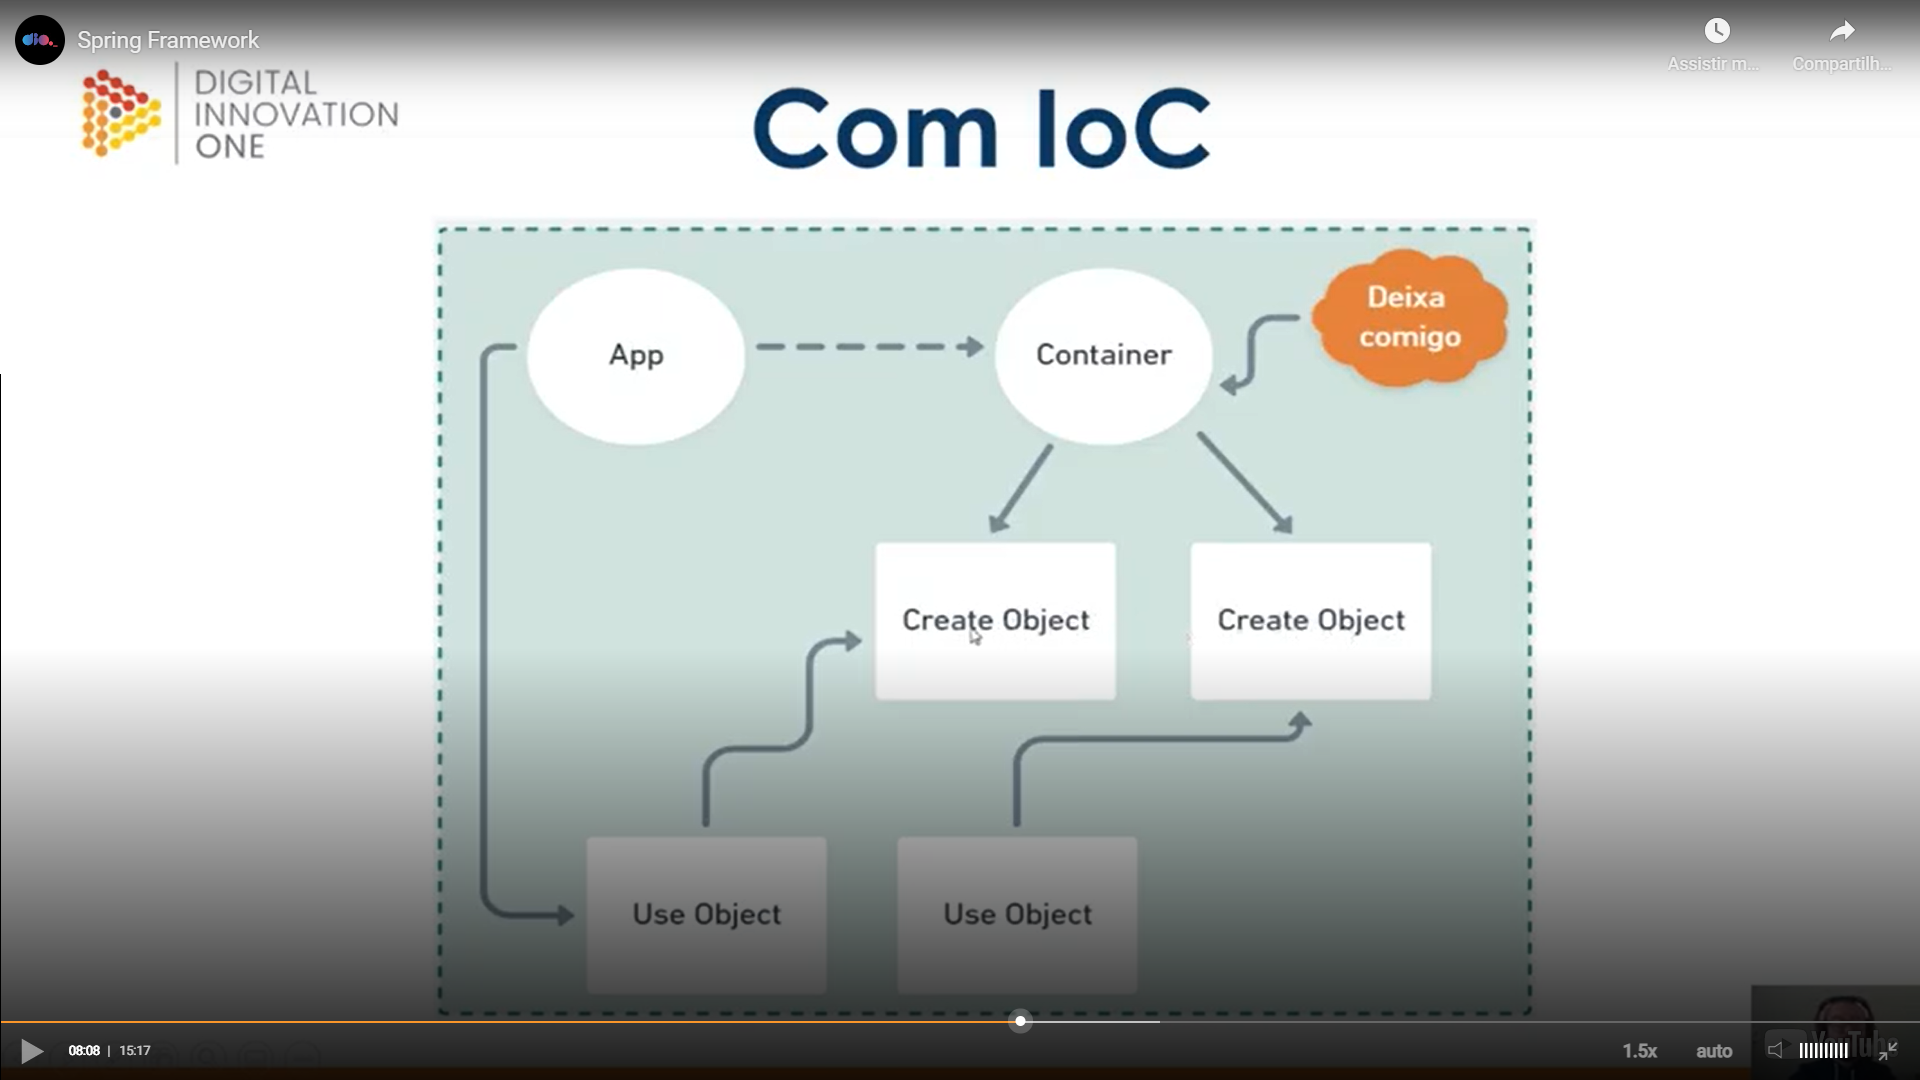 Spring Framework
Assistir m...
Compartilh...
DIGITAL
INNOVATION
ONE
Com IoC
App
Container
Deixa
comigo
Create Object
Create Object
Use Object
Use Object
08:08 | 15:17
1.5x
auto
YouTube